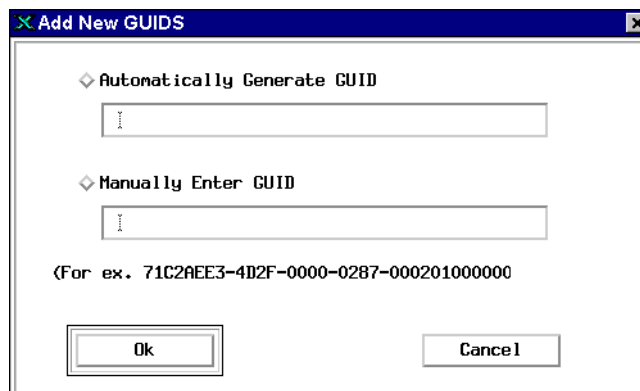 Add New GUIDS
Automatically Generate GUID
Manually Enter GUID
(For ex. 71C2AEE3-4D2F-0000-0287-000201000000
Ok
Cancel